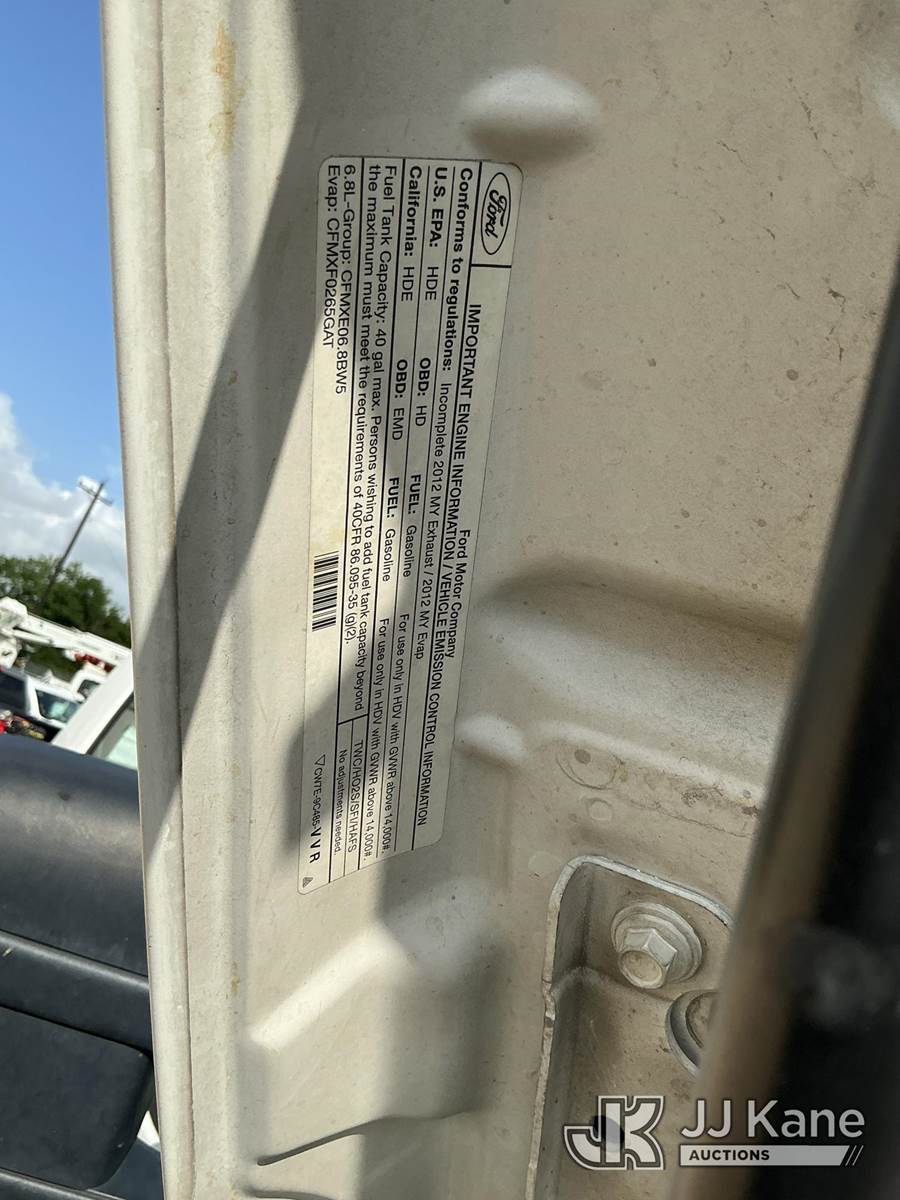 Ford
Ford Motor Company
IMPORTANT ENGINE INFORMATION / VEHICLE EMISSION CONTROL INFORMATION
Conforms to regulations: Incomplete 2012 MY Exhaust / 2012 MY Evap
U.S. EPA: HDE OBD: HD FUEL: Gasoline For use only in HDV with GVWR above 14,000#.
California: HDE OBD: EMD FUEL: Gasoline For use only in HDV with GVWR above 14,000#.
Fuel Tank Capacity: 40 gal max. Persons wishing to add fuel tank capacity beyond
the maximum must meet the requirements of 40CFR 86.095-35 (g)(2).
TWC/HO2S/SFI/HAFS
No adjustments needed.
6.8L-Group: CFMXE06.8BW5
Evap: CFMXF0265GAT
CW7E-9C485-VVR
JK JJ Kane
AUCTIONS